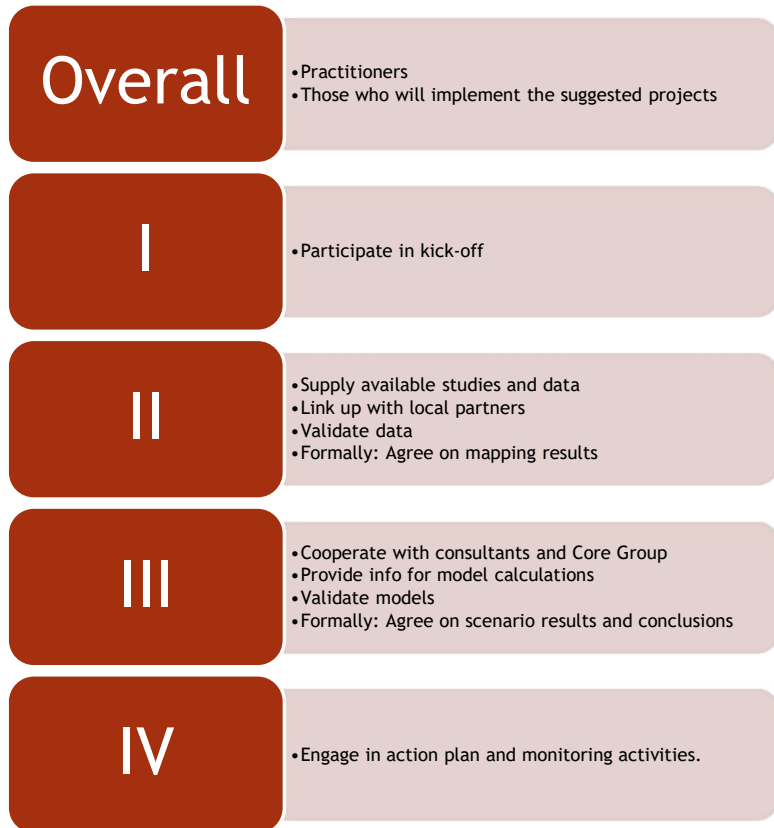 Overall
•Practitioners
•Those who will implement the suggested projects
I
•Participate in kick-off
II
•Supply available studies and data
•Link up with local partners
•Validate data
•Formally: Agree on mapping results
III
•Cooperate with consultants and Core Group
•Provide info for model calculations
•Validate models
•Formally: Agree on scenario results and conclusions
IV
•Engage in action plan and monitoring activities.